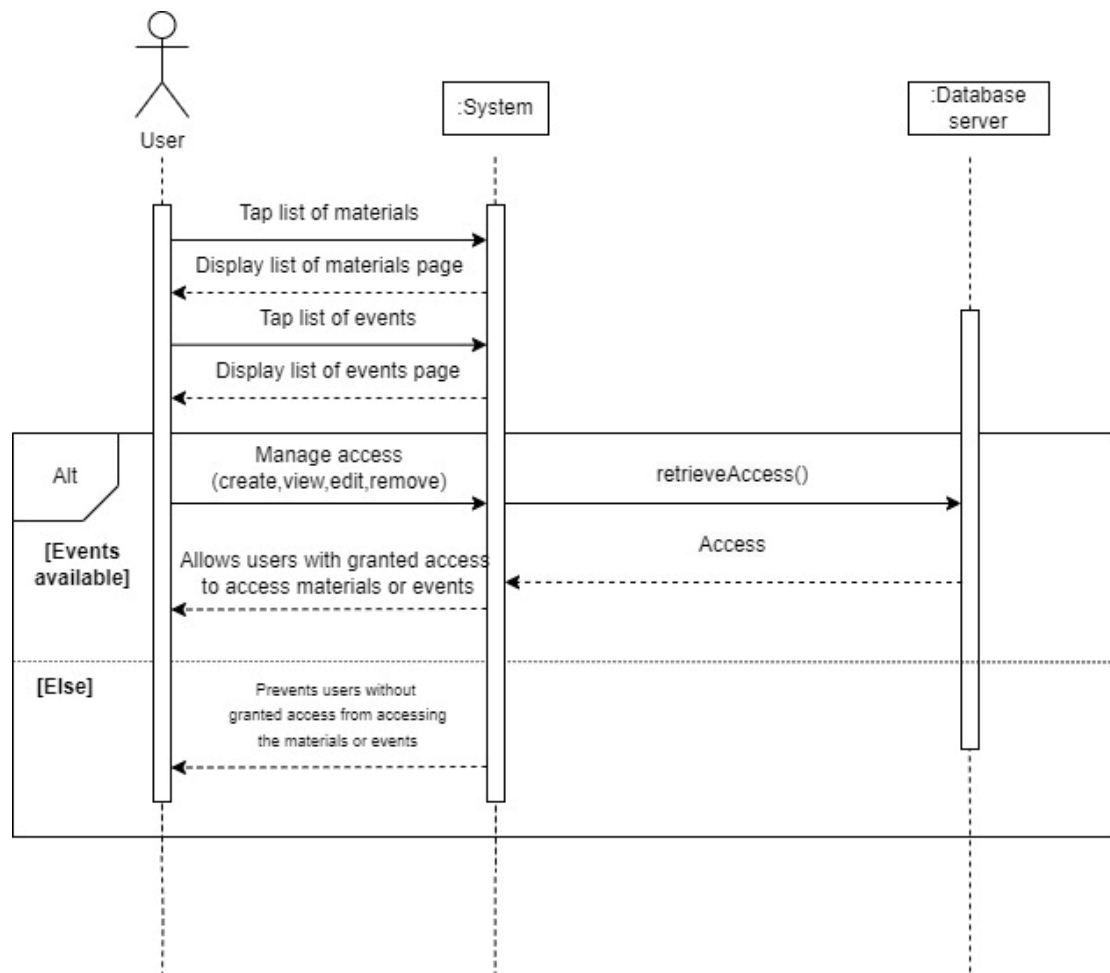 User
:System
:Database
server
Tap list of materials
Display list of materials page
Tap list of events
Display list of events page
Alt
Manage access
(create,view,edit,remove)
retrieveAccess()
[Events
available]
Access
Allows users with granted access
to access materials or events
[Else]
Prevents users without
granted access from accessing
the materials or events